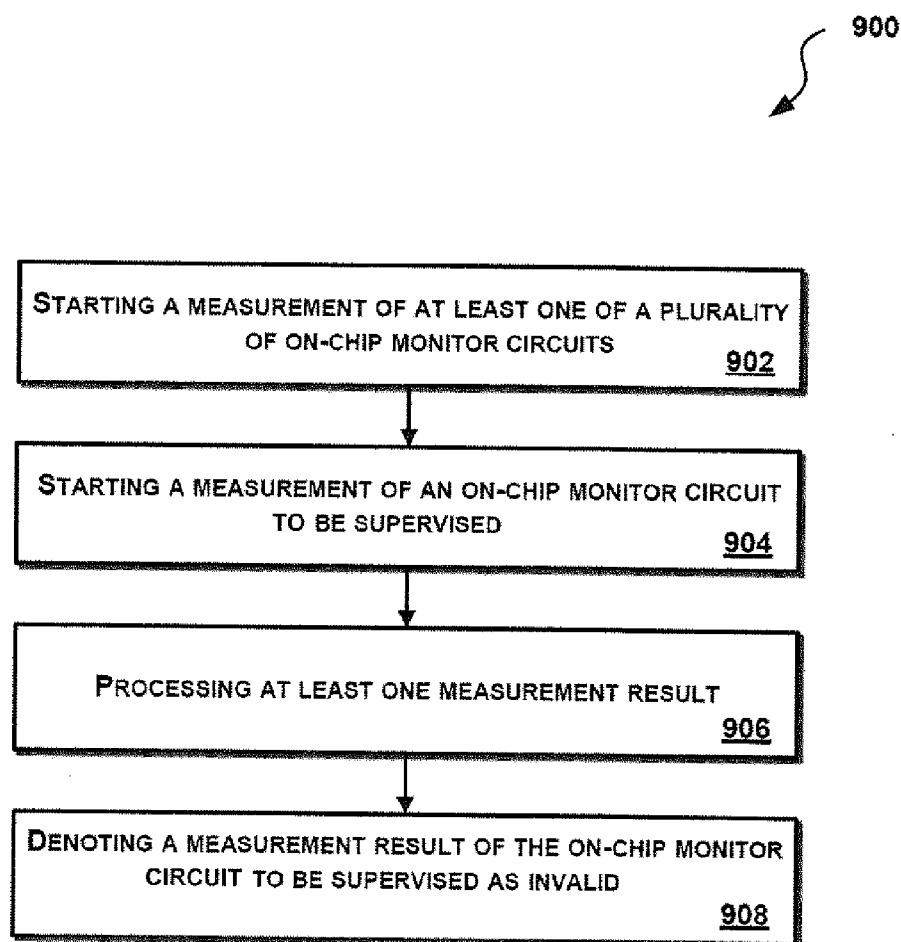 900
STARTING A MEASUREMENT OF AT LEAST ONE OF A PLURALITY
OF ON-CHIP MONITOR CIRCUITS
902
STARTING A MEASUREMENT OF AN ON-CHIP MONITOR CIRCUIT
TO BE SUPERVISED
904
PROCESSING AT LEAST ONE MEASUREMENT RESULT
906
DENOTING A MEASUREMENT RESULT OF THE ON-CHIP MONITOR
CIRCUIT TO BE SUPERVISED AS INVALID
908